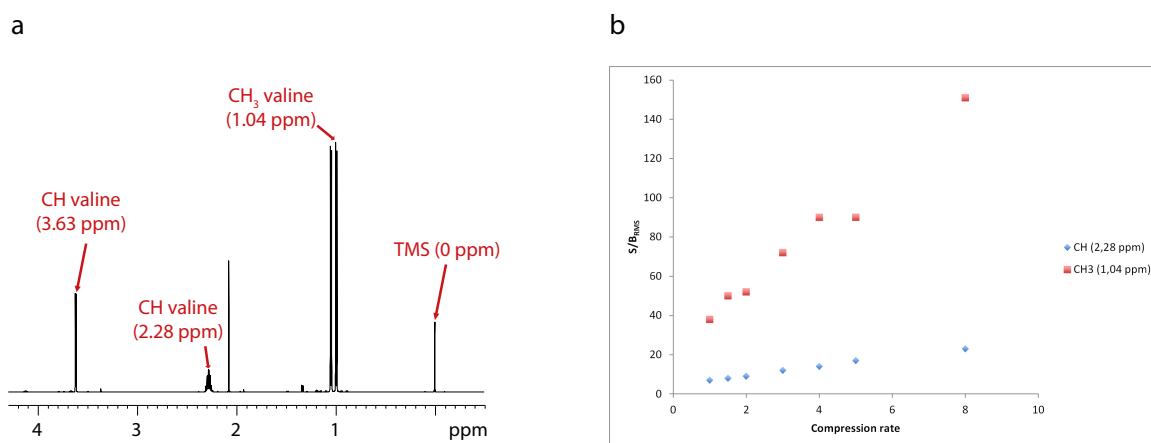 a
CH₃ valine
(1.04 ppm)
CH valine
(3.63 ppm)
TMS (0 ppm)
CH valine
(2.28 ppm)
4 3 2 1 ppm
b
160
140
120
100
80
60
40
20
0
0 2 4 6 8 10
S/B_RMS
Compression rate
CH (2,28 ppm)
CH3 (1,04 ppm)